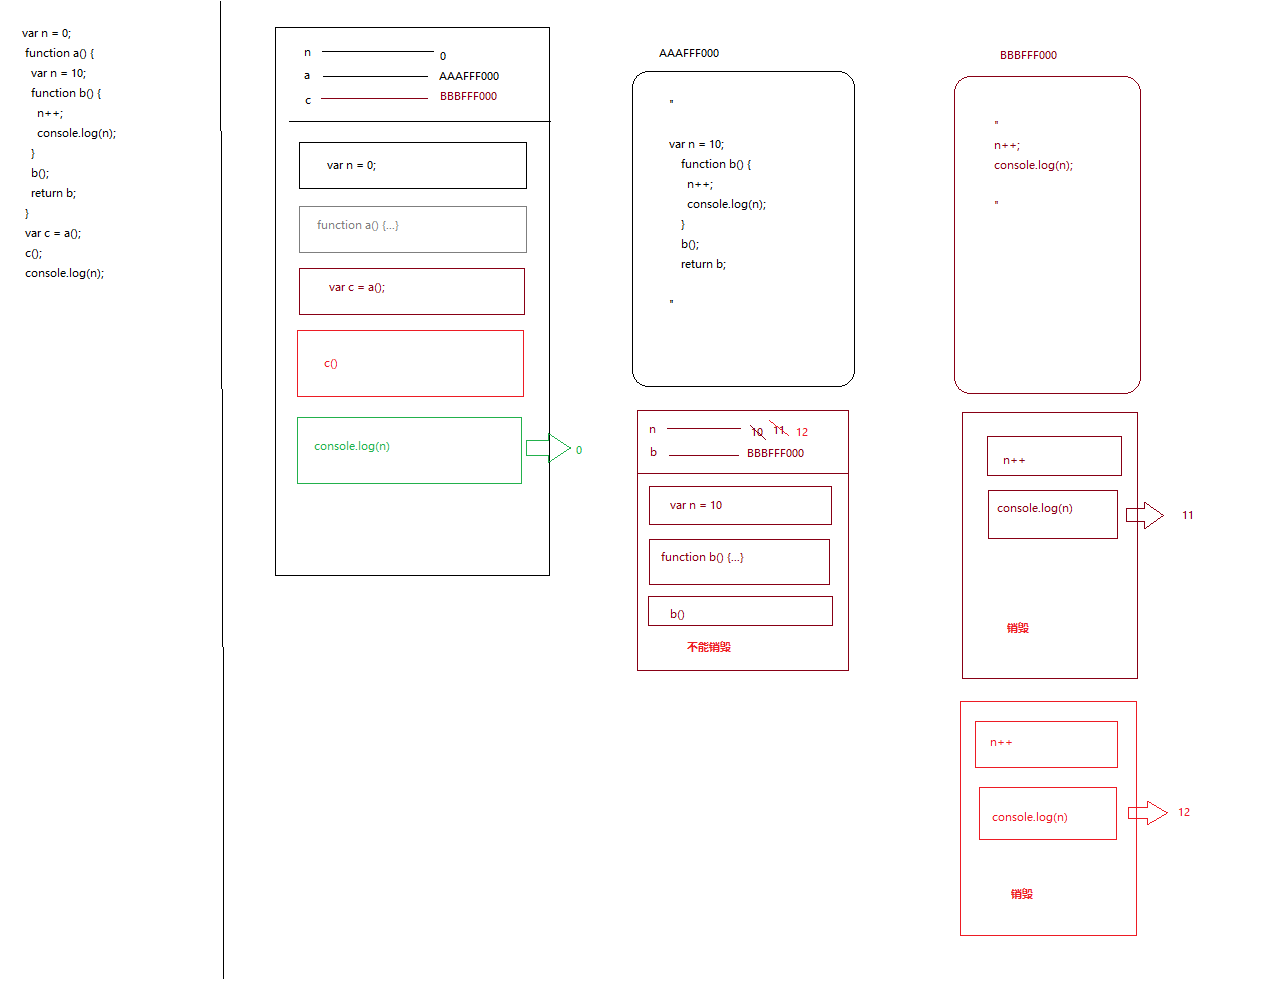 var n = 0;
function a() {
var n = 10;
function b() {
n++;
console.log(n);
}
b();
return b;
}
var c = a();
c();
console.log(n);
n 0
a AAAFFF000
c BBBFFF000
var n = 0;
function a() {...}
var c = a();
c()
console.log(n)
0
AAAFFF000
"
var n = 10;
function b() {
n++;
console.log(n);
}
b();
return b;
"
n 10 11 12
b BBBFFF000
var n = 10
function b() {...}
b()
不能销毁
BBBFFF000
"
n++;
console.log(n);
"
n++
console.log(n)
11
销毁
n++
console.log(n)
12
销毁